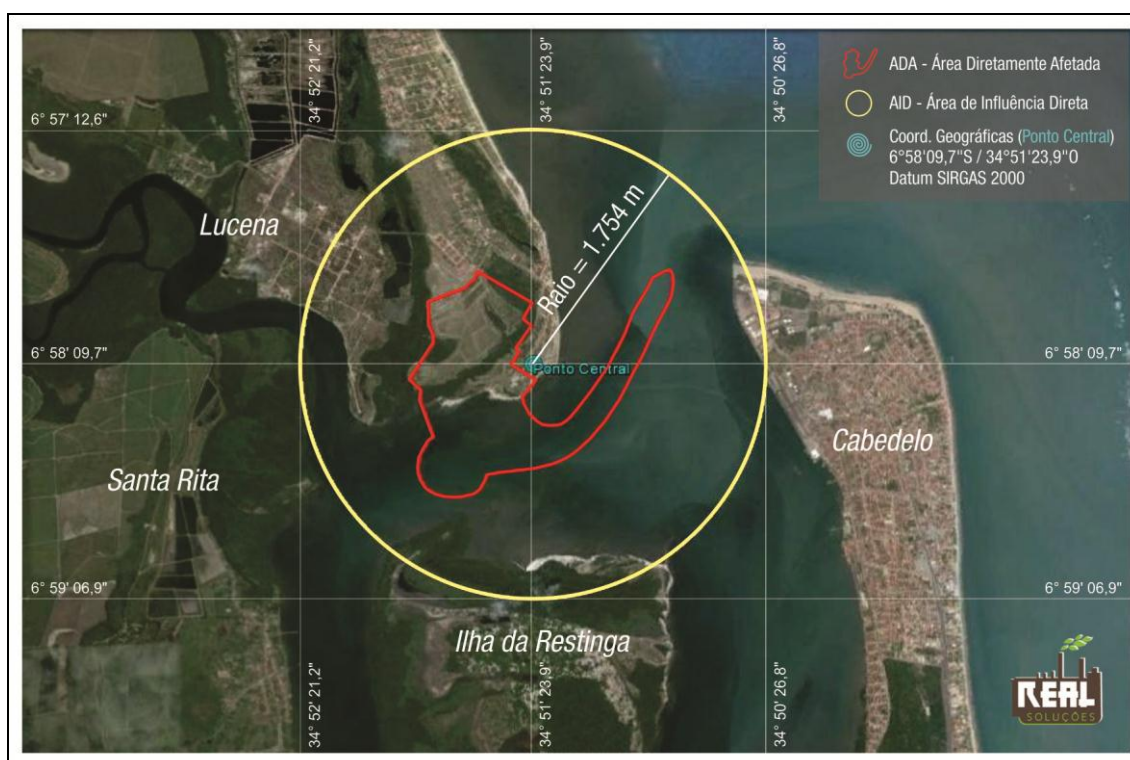 34° 52' 21,2"
34° 51' 23,9"
34° 50' 26,8"
ADA - Área Diretamente Afetada
AID - Área de Influência Direta
Coord. Geográficas (Ponto Central)
6°58'09,7"S / 34°51'23,9"O
Datum SIRGAS 2000
6° 57' 12,6"
Lucena
Raio = 1.754 m
6° 58' 09,7"
Ponto Central
6° 58' 09,7"
Cabedelo
Santa Rita
6° 59' 06,9"
6° 59' 06,9"
Ilha da Restinga
34° 52' 21,2"
34° 51' 23,9"
34° 50' 26,8"
REAL
SOLUÇÕES